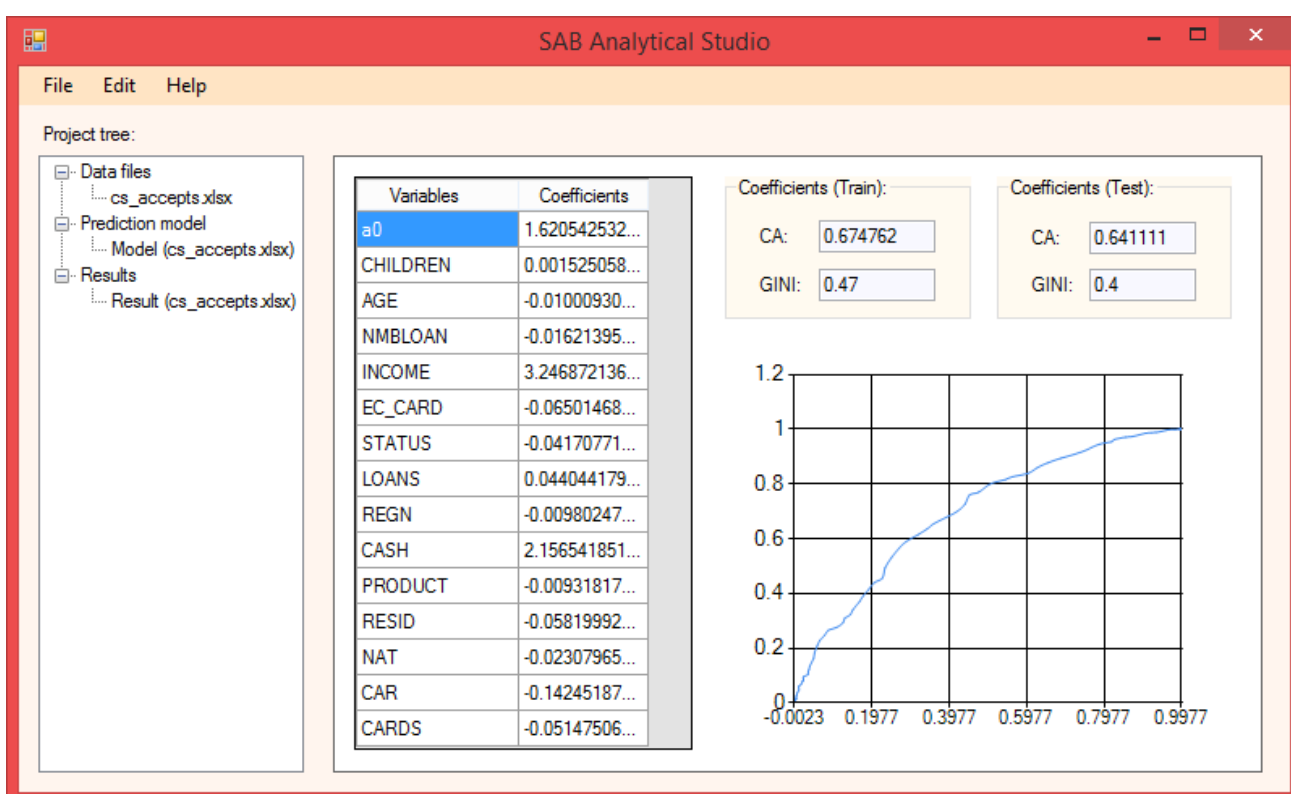 SAB Analytical Studio
File Edit Help
Project tree:
Data files
cs_accepts.xlsx
Prediction model
Model (cs_accepts.xlsx)
Results
Result (cs_accepts.xlsx)
Variables Coefficients
a0 1.620542532...
CHILDREN 0.001525058...
AGE -0.01000930...
NMBLOAN -0.01621395...
INCOME 3.246872136...
EC_CARD -0.06501468...
STATUS -0.04170771...
LOANS 0.044044179...
REGN -0.00980247...
CASH 2.156541851...
PRODUCT -0.00931817...
RESID -0.05819992...
NAT -0.02307965...
CAR -0.14245187...
CARDS -0.05147506...
Coefficients (Train):
CA: 0.674762
GINI: 0.47
Coefficients (Test):
CA: 0.641111
GINI: 0.4
1.2
1
0.8
0.6
0.4
0.2
0
-0.0023 0.1977 0.3977 0.5977 0.7977 0.9977